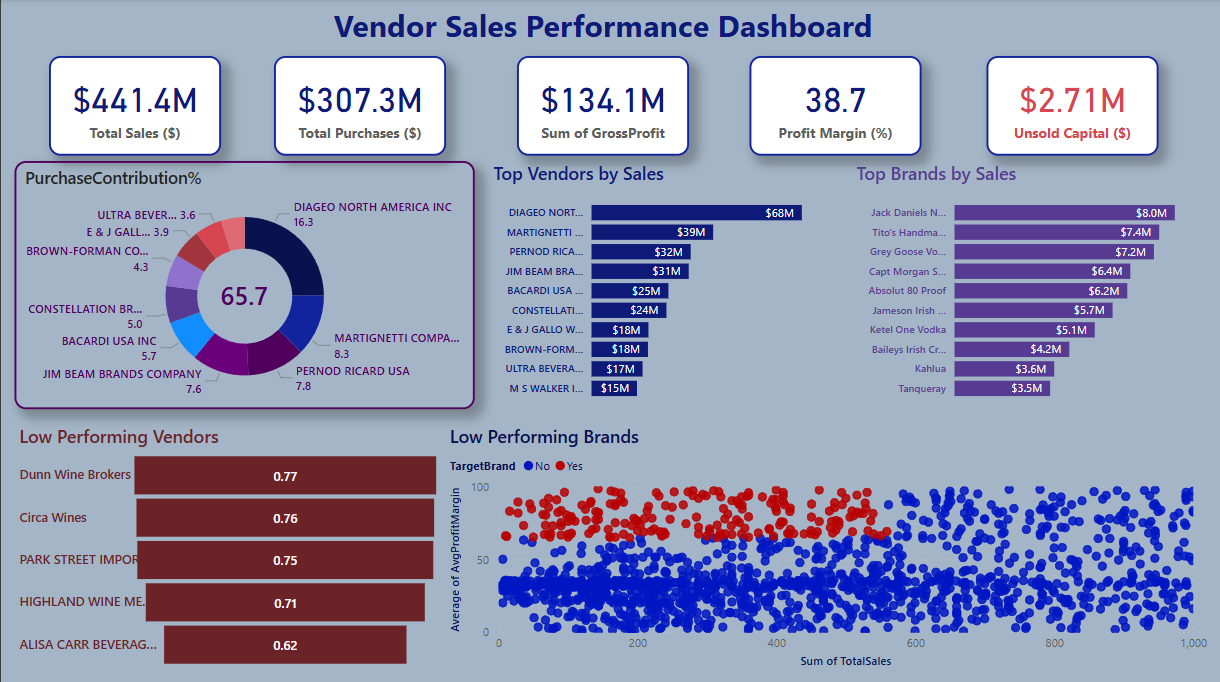 Vendor Sales Performance Dashboard
$441.4M
Total Sales ($)
$307.3M
Total Purchases ($)
$134.1M
Sum of GrossProfit
38.7
Profit Margin (%)
$2.71M
Unsold Capital ($)
PurchaseContribution%
DIAGEO NORTH AMERICA INC
16.3
MARTIGNETTI COMPA...
8.3
PERNOD RICARD USA
7.8
JIM BEAM BRANDS COMPANY
7.6
BACARDI USA INC
5.7
CONSTELLATION BR...
5.0
BROWN-FORMAN CO...
4.3
E & J GALL... 3.9
ULTRA BEVER... 3.6
65.7
Top Vendors by Sales
DIAGEO NORT... $68M
MARTIGNETTI ... $39M
PERNOD RICA... $32M
JIM BEAM BRA... $31M
BACARDI USA ... $25M
CONSTELLATI... $24M
E & J GALLO W... $18M
BROWN-FORM... $18M
ULTRA BEVERA... $17M
M S WALKER I... $15M
Top Brands by Sales
Jack Daniels N... $8.0M
Tito's Handma... $7.4M
Grey Goose Vo... $7.2M
Capt Morgan S... $6.4M
Absolut 80 Proof $6.2M
Jameson Irish ... $5.7M
Ketel One Vodka $5.1M
Baileys Irish Cr... $4.2M
Kahlua $3.6M
Tanqueray $3.5M
Low Performing Vendors
Dunn Wine Brokers 0.77
Circa Wines 0.76
PARK STREET IMPOR 0.75
HIGHLAND WINE ME. 0.71
ALISA CARR BEVERAG... 0.62
Low Performing Brands
TargetBrand No Yes
Average of AvgProfitMargin
100
50
0
0 200 400 600 800 1,000
Sum of TotalSales